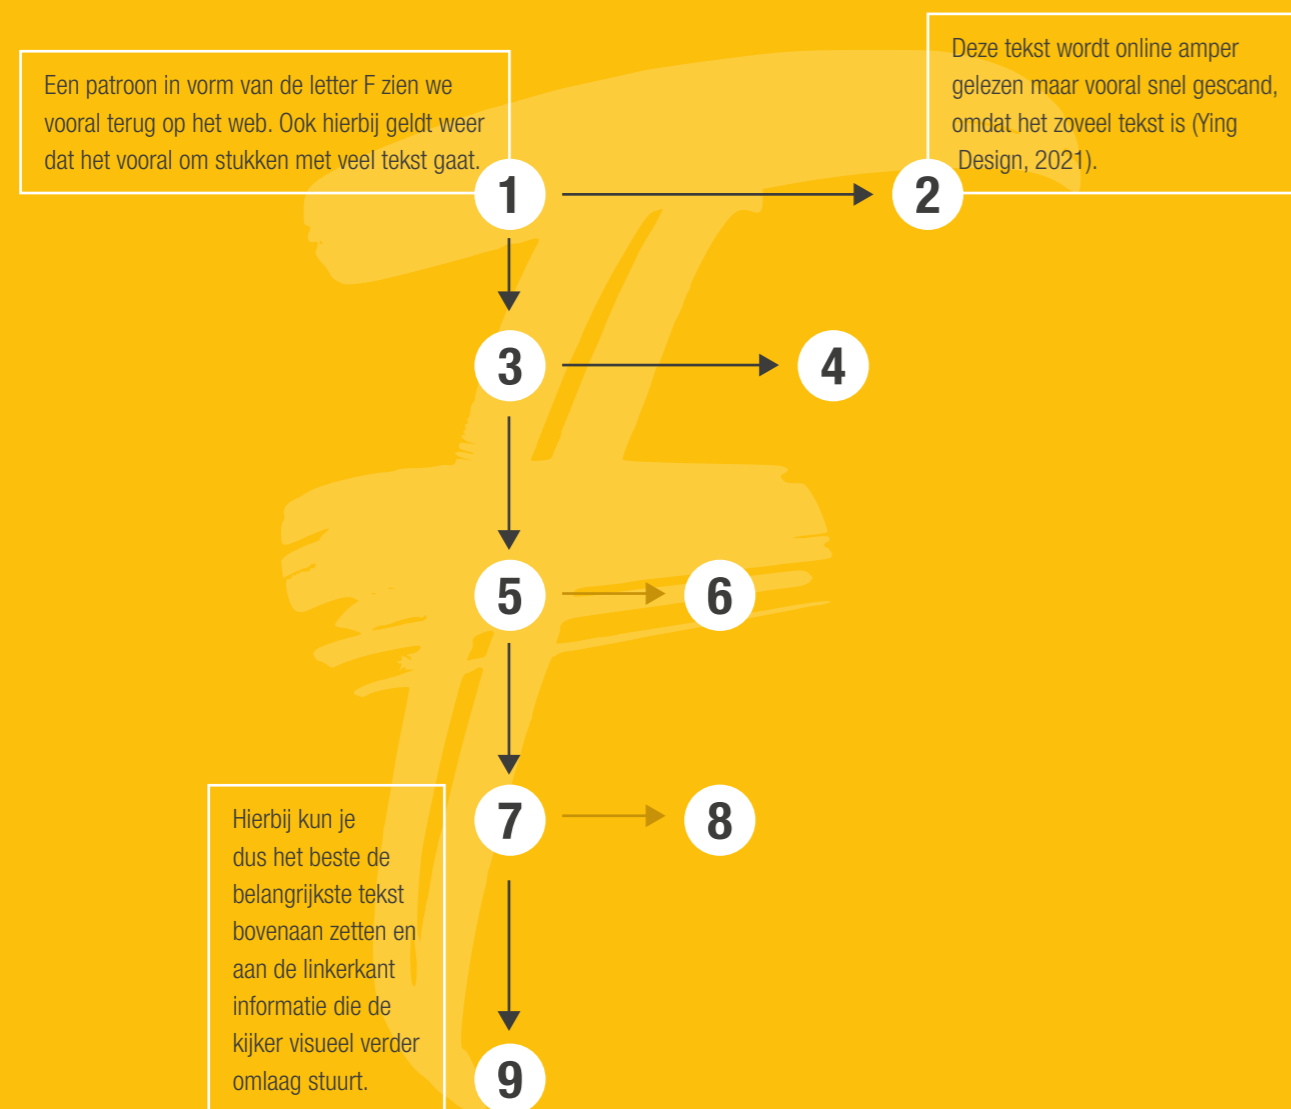 Een patroon in vorm van de letter F zien we
vooral terug op het web. Ook hierbij geldt weer
dat het vooral om stukken met veel tekst gaat.
Deze tekst wordt online amper
gelezen maar vooral snel gescand,
omdat het zoveel tekst is (Ying
Design, 2021).
1
2
3
4
5
6
7
8
Hierbij kun je
dus het beste de
belangrijkste tekst
bovenaan zetten en
aan de linkerkant
informatie die de
kijker visueel verder
omlaag stuurt.
9